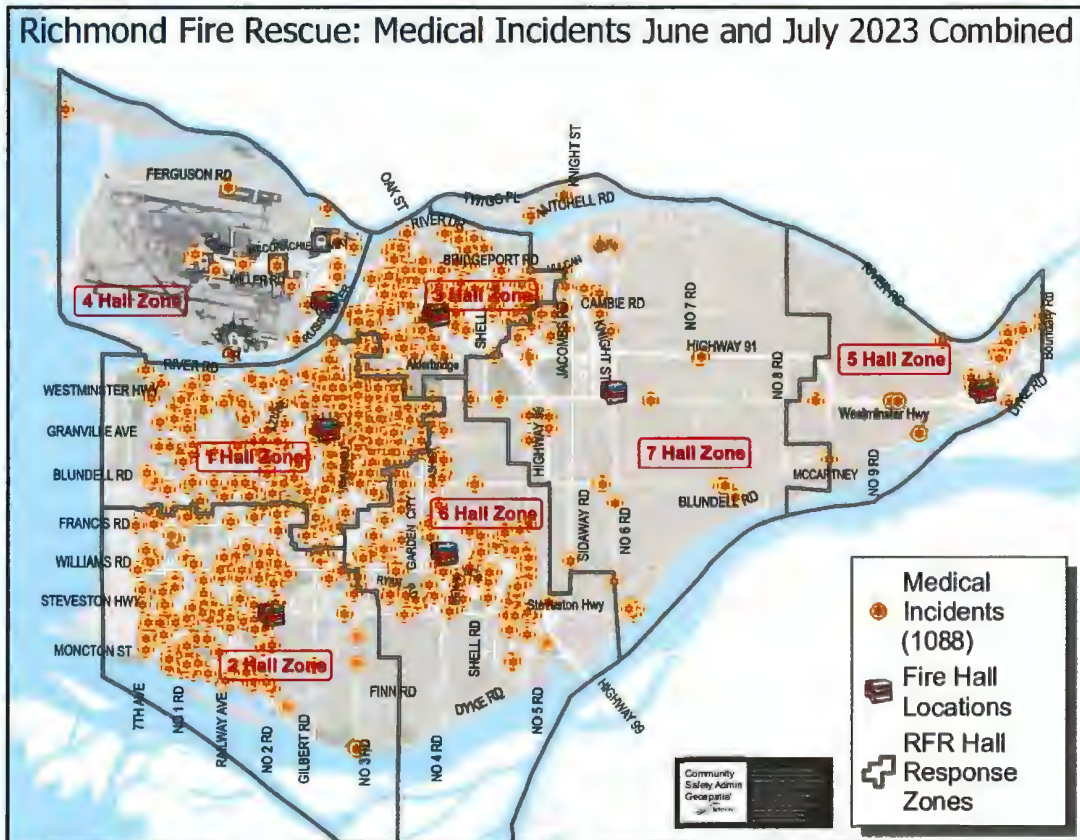 Richmond Fire Rescue: Medical Incidents June and July 2023 Combined
FERGUSON RD
OAK ST
KNIGHT ST
MITCHELL RD
RIVER DR
BRIDGEPORT RD
VULCAN
MILLER RD
4 Hall Zone
3 Hall Zone
CAMBIE RD
SHELL
JACOMBS RD
NO 7 RD
RIVER RD
Boundary Rd
HIGHWAY 91
5 Hall Zone
RIVER RD
Alderbridge
NO 8 RD
DYKE RD
WESTMINSTER HWY
Westminster Hwy
GRANVILLE AVE
HIGHWAY 99
1 Hall Zone
7 Hall Zone
BLUNDELL RD
MCCARTNEY
NO 9 RD
BLUNDELL RD
GARDEN CITY
6 Hall Zone
FRANCIS RD
SIDAWAY RD
NO 6 RD
WILLIAMS RD
STEVESTON HWY
Steveston Hwy
MONCTON ST
2 Hall Zone
SHELL RD
FINN RD
DYKE RD
HIGHWAY 99
7TH AVE
NO 1 RD
RAILWAY AVE
NO 2 RD
GILBERT RD
NO 3 RD
NO 4 RD
NO 5 RD
Medical
Incidents
(1088)
Fire Hall
Locations
RFR Hall
Response
Zones
Community
Safety Admin
Geospatial